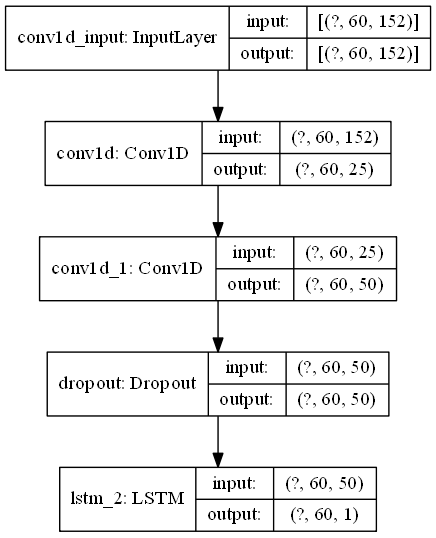 conv1d_input: InputLayer
input: [(?, 60, 152)]
output: [(?, 60, 152)]
conv1d: Conv1D
input: (?, 60, 152)
output: (?, 60, 25)
conv1d_1: Conv1D
input: (?, 60, 25)
output: (?, 60, 50)
dropout: Dropout
input: (?, 60, 50)
output: (?, 60, 50)
lstm_2: LSTM
input: (?, 60, 50)
output: (?, 60, 1)